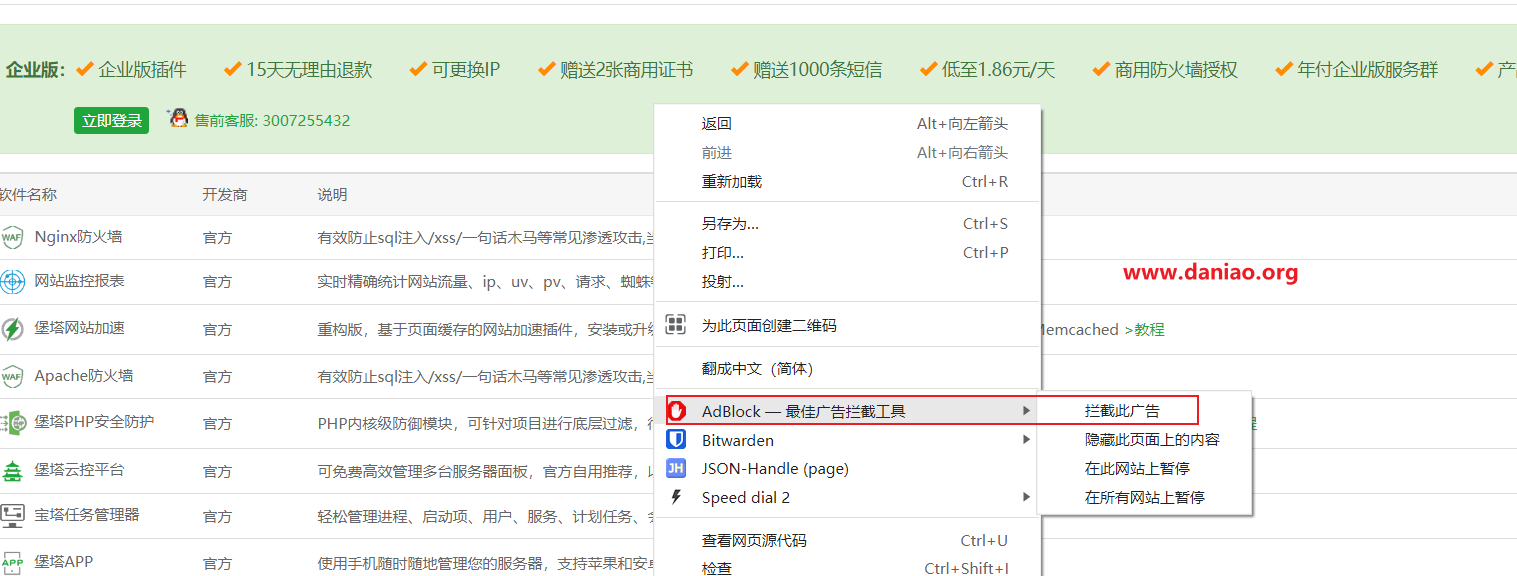 企业版: 企业版插件 15天无理由退款 可更换IP 赠送2张商用证书 赠送1000条短信 低至1.86元/天 商用防火墙授权 年付企业版服务群 产
立即登录 售前客服: 3007255432
返回 Alt+向左箭头
前进 Alt+向右箭头
重新加载 Ctrl+R
另存为... Ctrl+S
打印... Ctrl+P
投射...
为此页面创建二维码
翻成中文（简体）
AdBlock — 最佳广告拦截工具
Bitwarden
JSON-Handle (page)
Speed dial 2
查看网页源代码 Ctrl+U
检查 Ctrl+Shift+I
拦截此广告
隐藏此页面上的内容
在此网站上暂停
在所有网站上暂停
软件名称 开发商 说明
WAF Nginx防火墙 官方 有效防止sql注入/xss/一句话木马等常见渗透攻击,当
网站监控报表 官方 实时精确统计网站流量、ip、uv、pv、请求、蜘蛛
www.daniao.org
堡塔网站加速 官方 重构版，基于页面缓存的网站加速插件，安装或升级 Memcached >教程
WAF Apache防火墙 官方 有效防止sql注入/xss/一句话木马等常见渗透攻击,当
堡塔PHP安全防护 官方 PHP内核级防御模块，可针对项目进行底层过滤， 程
堡塔云控平台 官方 可免费高效管理多台服务器面板，官方自用推荐，
宝塔任务管理器 官方 轻松管理进程、启动项、用户、服务、计划任务、
APP 堡塔APP 官方 使用手机随时随地管理您的服务器，支持苹果和安卓